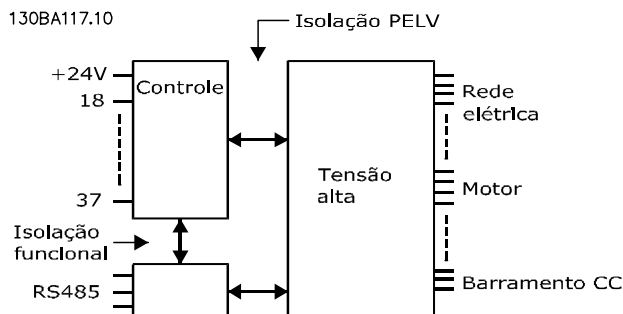 130BA117.10
Isolação PELV
+24V
Controle
18
37
Tensão
alta
Rede
elétrica
Motor
Isolação
funcional
RS485
Barramento CC